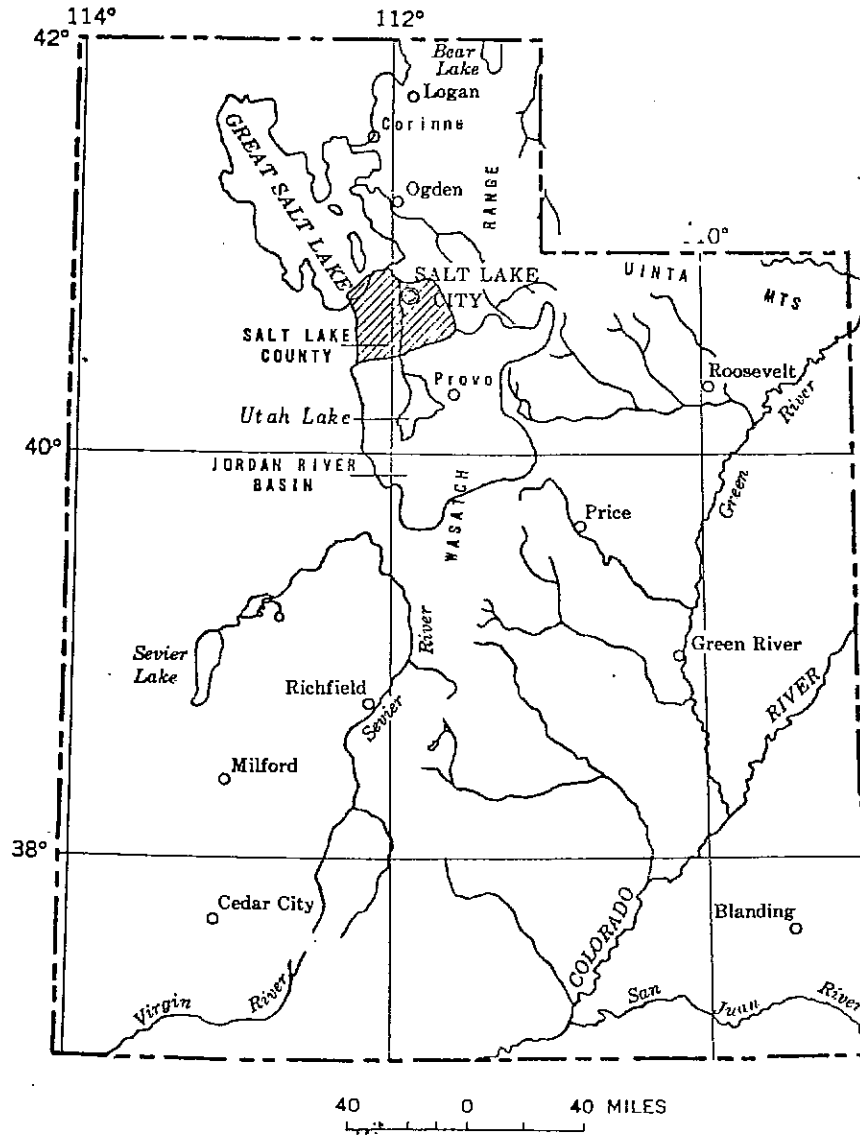 114°
112°
42°
Bear
Lake
Logan
Corinne
GREAT SALT LAKE
Ogden
RANGE
0°
SALT LAKE
CITY
UINTA
MTS
SALT LAKE
COUNTY
Roosevelt
Provo
River
Utah Lake
40°
JORDAN RIVER
BASIN
WASATCH
Green
Price
River
Sevier
Lake
Green River
Richfield
Sevier
RIVER
Milford
38°
Cedar City
COLORADO
Blanding
Virgin
River
San
Juan
River
40 0 40 MILES